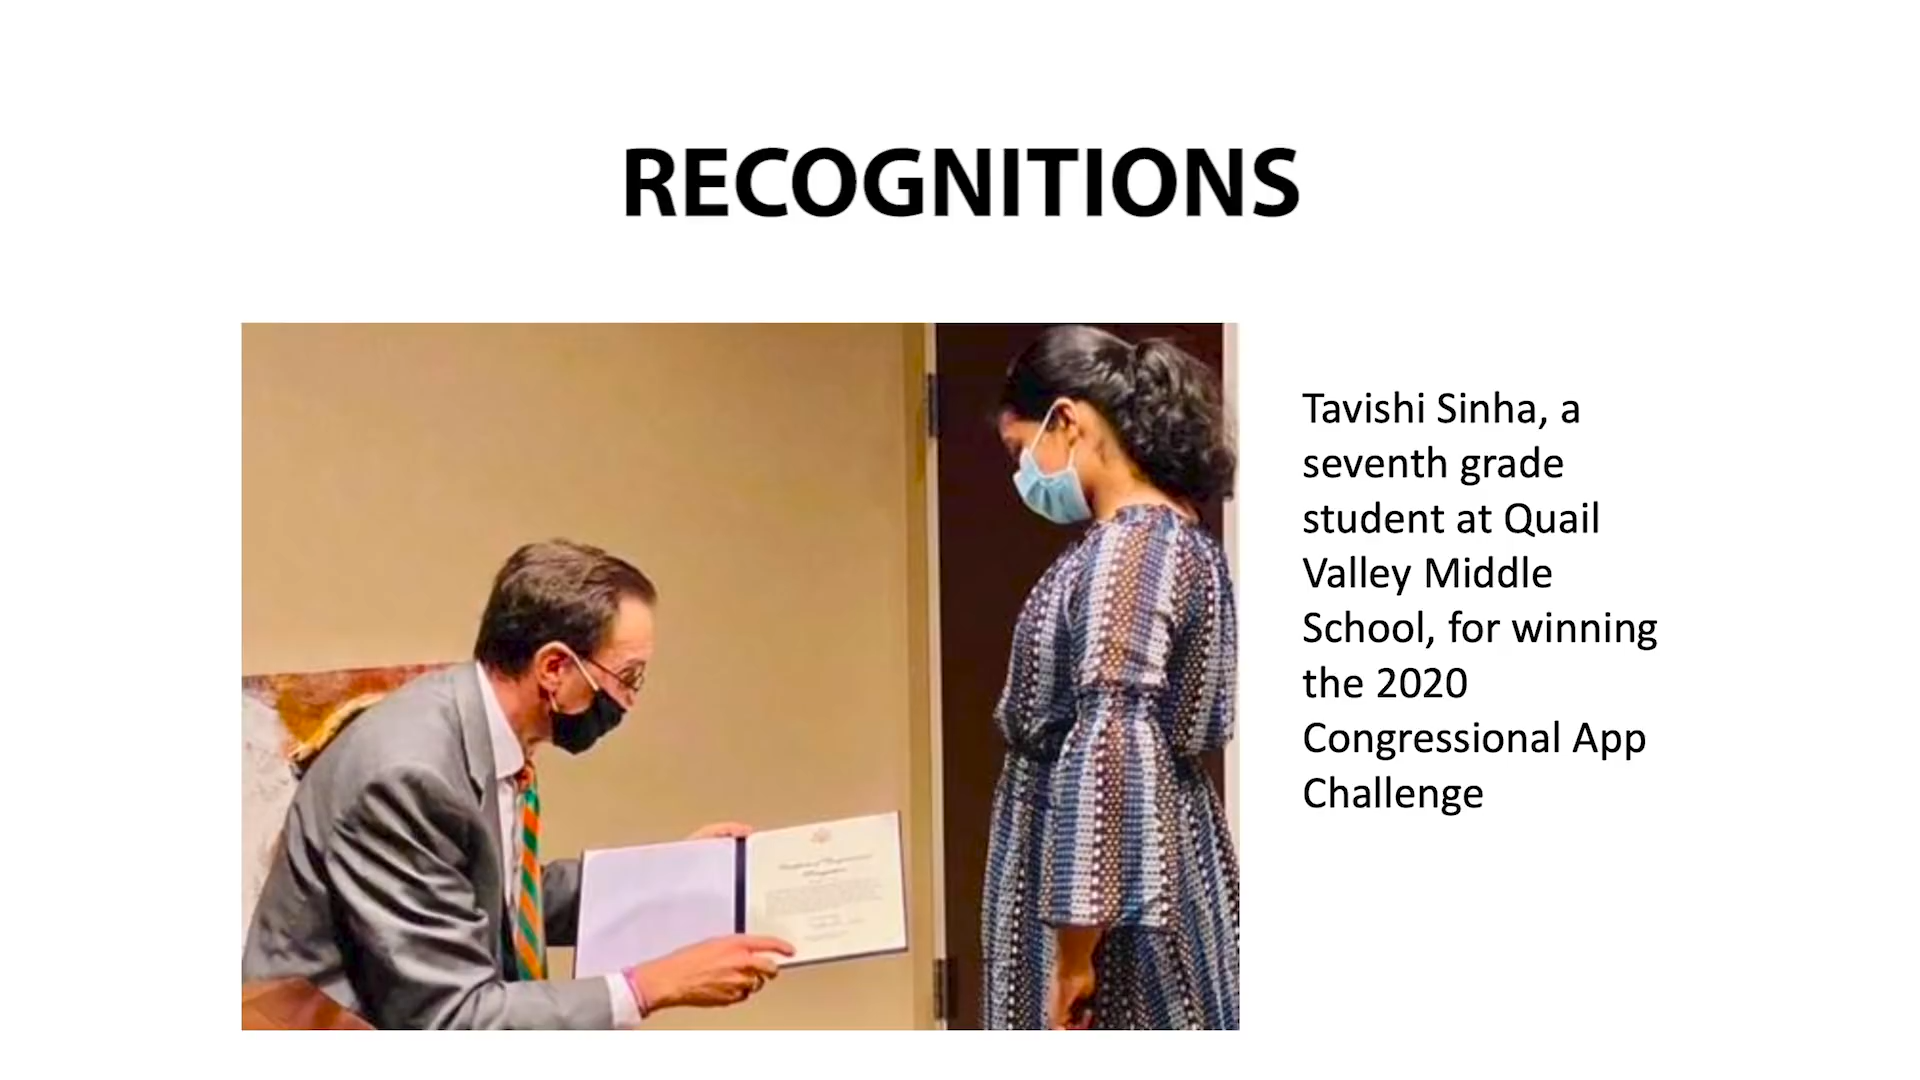 RECOGNITIONS
Tavishi Sinha, a
seventh grade
student at Quail
Valley Middle
School, for winning
the 2020
Congressional App
Challenge